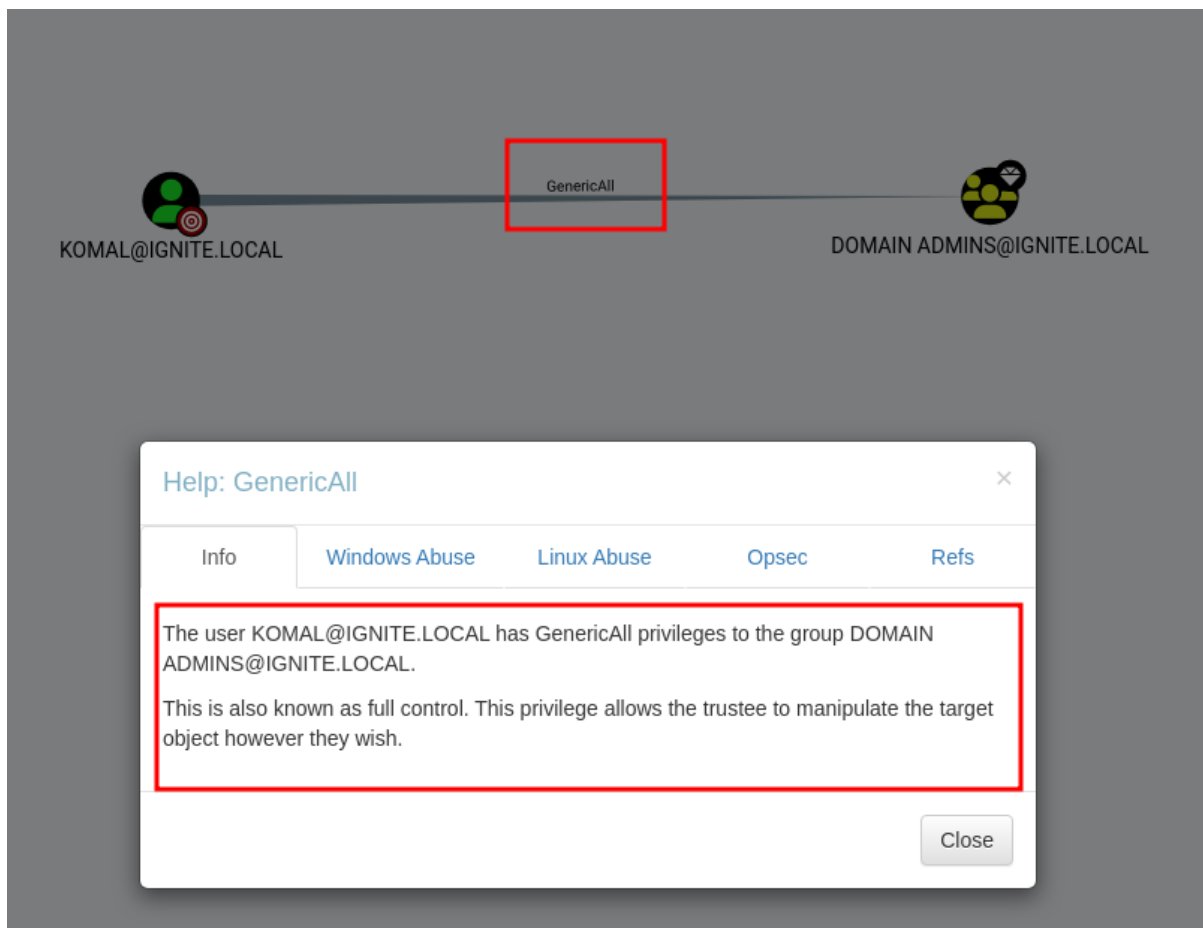 GenericAll
KOMAL@IGNITE.LOCAL
DOMAIN ADMINS@IGNITE.LOCAL
Help: GenericAll
×
Info
Windows Abuse
Linux Abuse
Opsec
Refs
The user KOMAL@IGNITE.LOCAL has GenericAll privileges to the group DOMAIN
ADMINS@IGNITE.LOCAL.
This is also known as full control. This privilege allows the trustee to manipulate the target
object however they wish.
Close